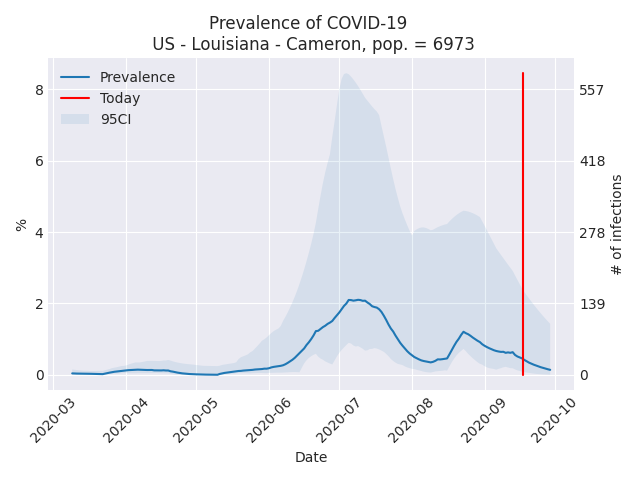 Prevalence of COVID-19
US - Louisiana - Cameron, pop. = 6973
Prevalence
Today
95CI
8
6
4
2
0
%
557
418
278
139
0
# of infections
2020-03
2020-04
2020-05
2020-06
2020-07
2020-08
2020-09
2020-10
Date